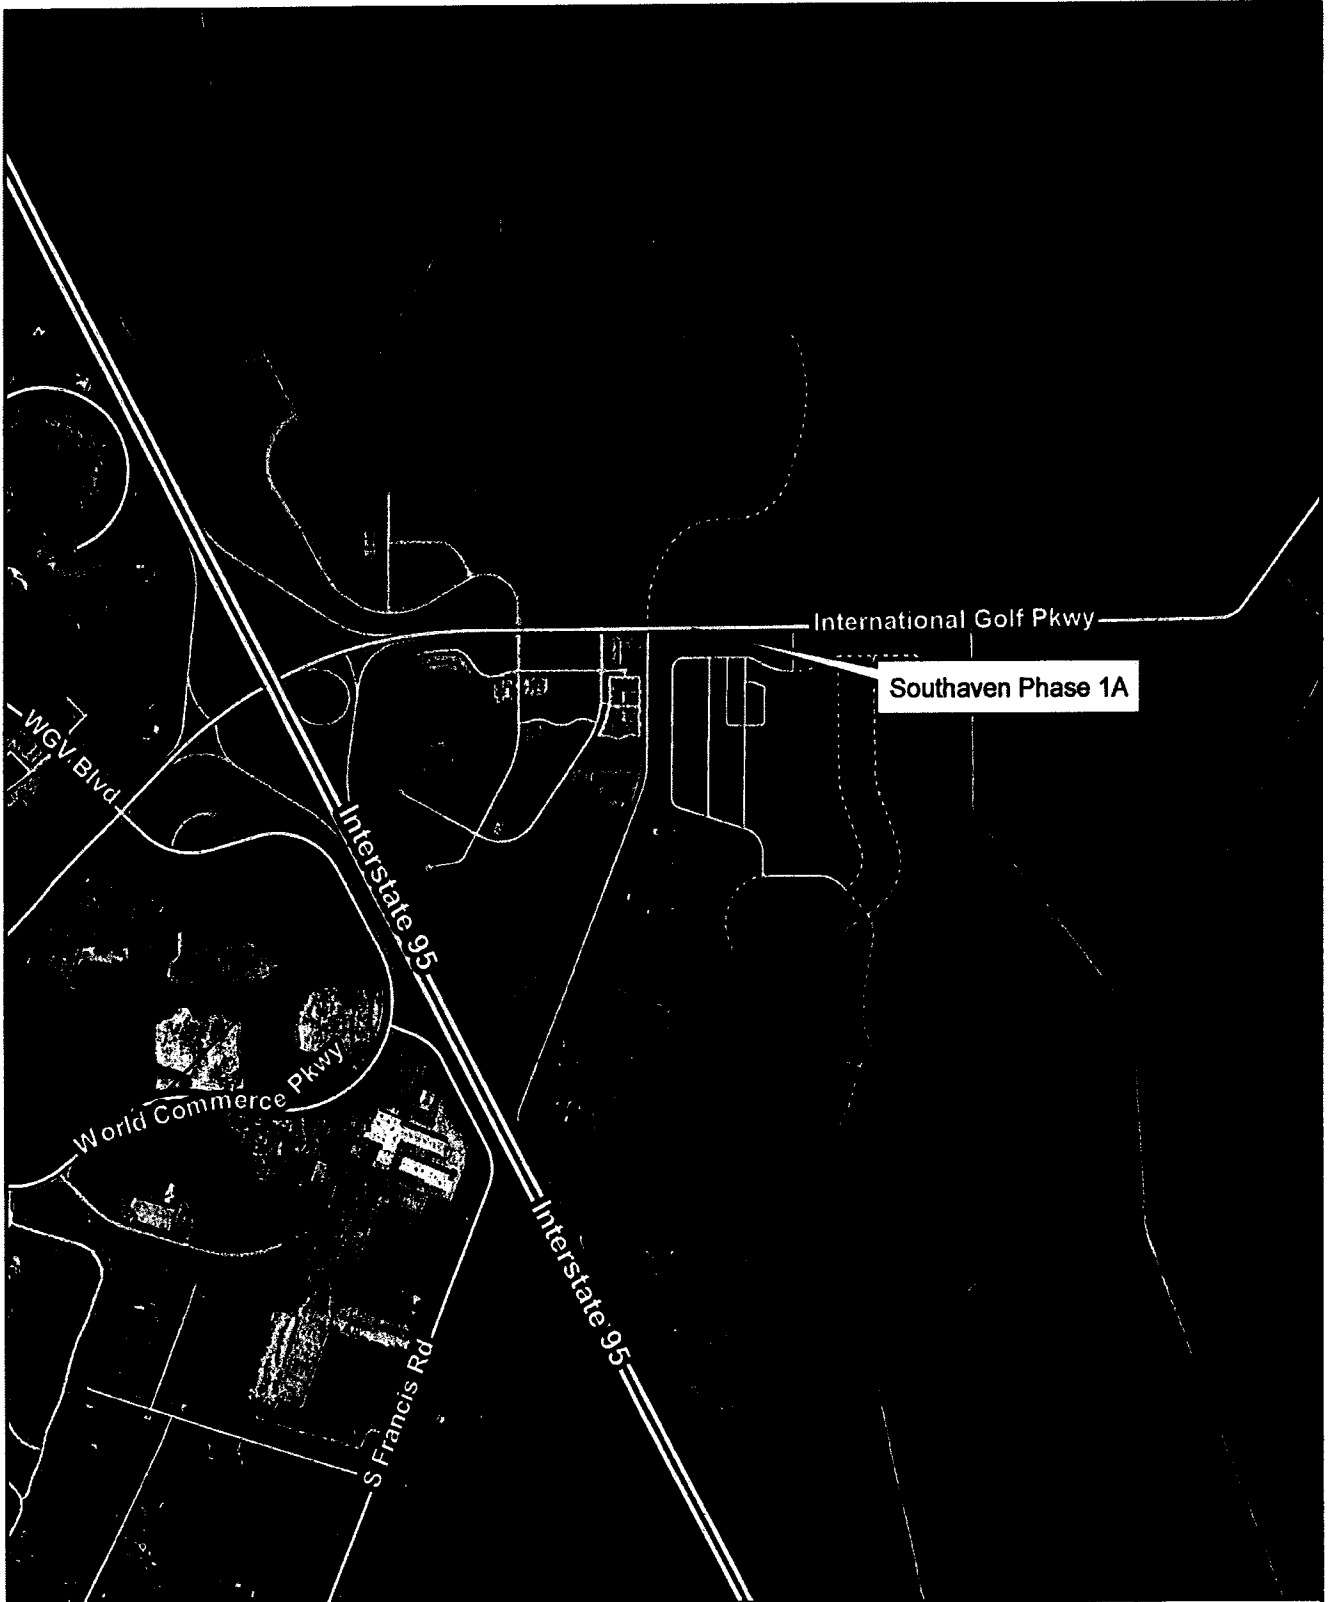 International Golf Pkwy
Southaven Phase 1A
WGV Blvd
Interstate 95
World Commerce Pkwy
Interstate 95
S Francis Rd